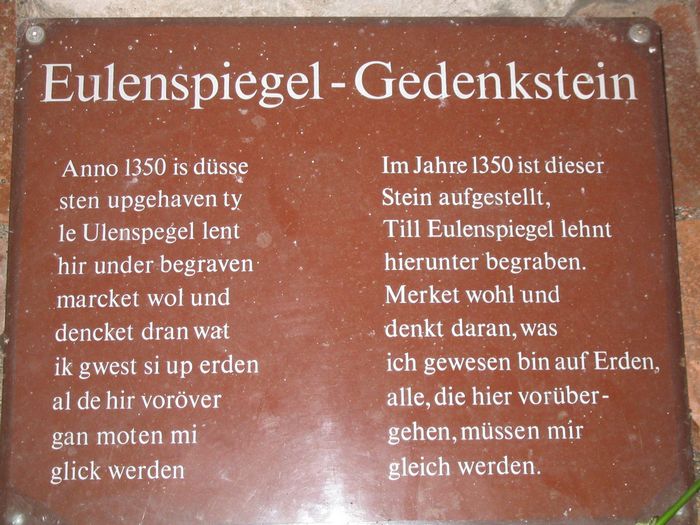 Eulenspiegel-Gedenkstein
Anno 1350 is düsse
sten upgehaven ty
le Ulenspegel lent
hir under begraven
marcket wol und
dencket dran wat
ik gwest si up erden
al de hir voröver
gan moten mi
glick werden
Im Jahre 1350 ist dieser
Stein aufgestellt,
Till Eulenspiegel lehnt
hierunter begraben.
Merket wohl und
denkt daran, was
ich gewesen bin auf Erden,
alle, die hier vorüber-
gehen, müssen mir
gleich werden.